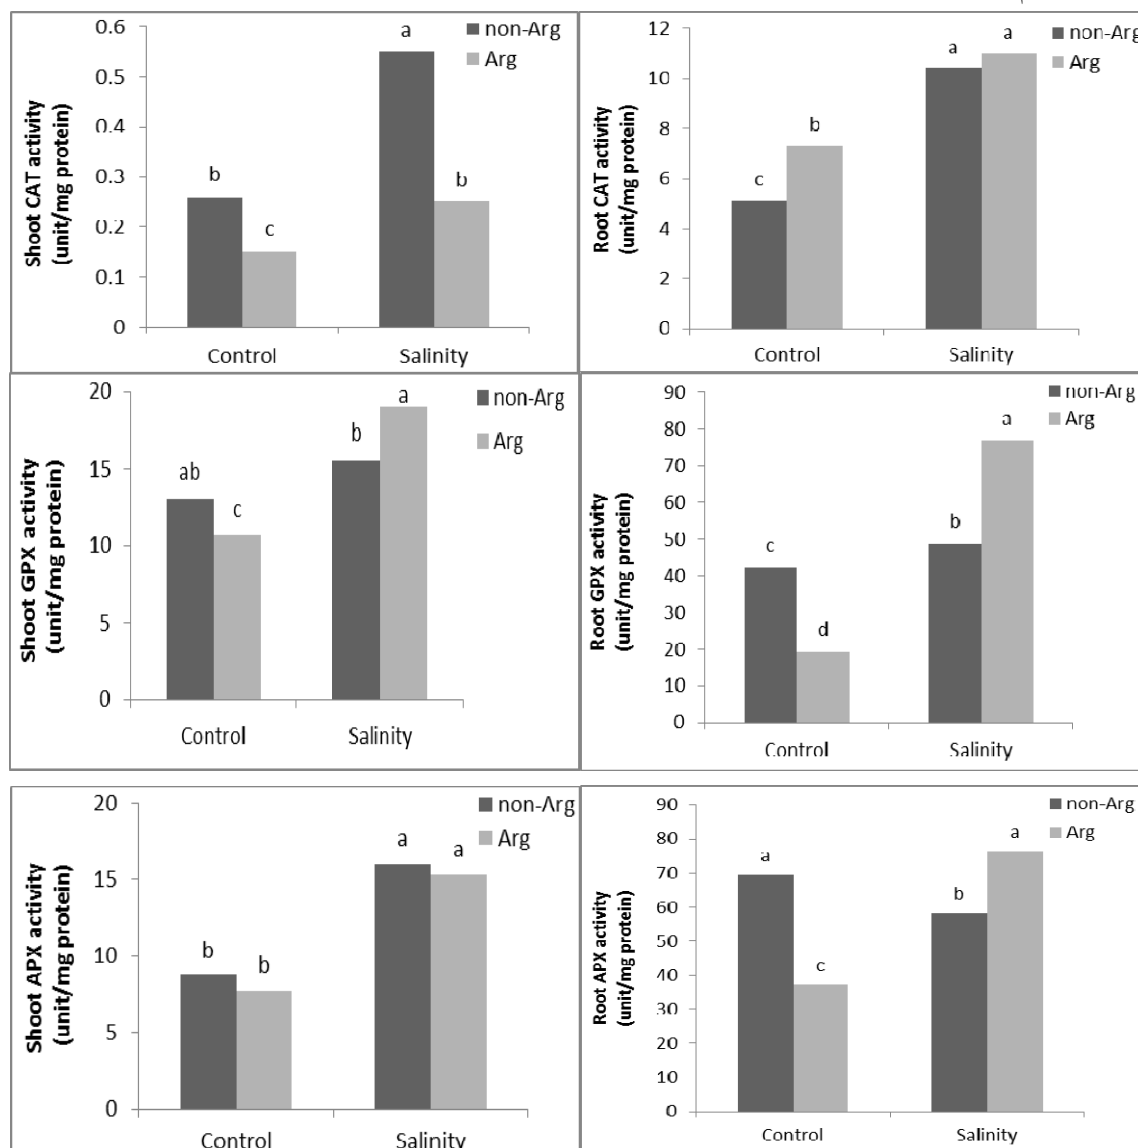 0.6
0.5
0.4
0.3
0.2
0.1
0
Shoot CAT activity
(unit/mg protein)
non-Arg
Arg
b
c
a
b
Control Salinity
12
10
8
6
4
2
0
Root CAT activity
(unit/mg protein)
non-Arg
Arg
c
b
a
a
Control Salinity
20
15
10
5
0
Shoot GPX activity
(unit/mg protein)
non-Arg
Arg
ab
c
b
a
Control Salinity
90
80
70
60
50
40
30
20
10
0
Root GPX activity
(unit/mg protein)
non-Arg
Arg
c
d
b
a
Control Salinity
20
15
10
5
0
Shoot APX activity
(unit/mg protein)
non-Arg
Arg
b
b
a
a
Control Salinity
90
80
70
60
50
40
30
20
10
0
Root APX activity
(unit/mg protein)
non-Arg
Arg
a
c
b
a
Control Salinity